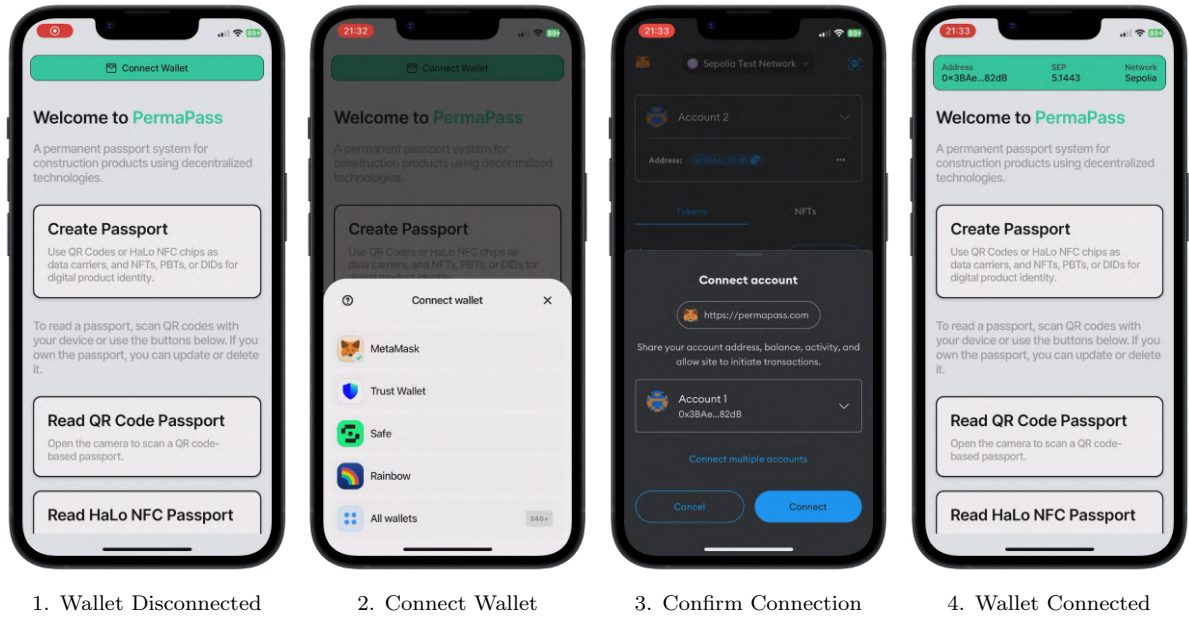 Connect Wallet
Welcome to PermaPass
A permanent passport system for
construction products using decentralized
technologies.
Create Passport
Use QR Codes or HaLo NFC chips as
data carriers, and NFTs, PBTs, or DIDs for
digital product identity.
To read a passport, scan QR codes with
your device or use the buttons below. If you
own the passport, you can update or delete
it.
Read QR Code Passport
Open the camera to scan a QR code-
based passport.
Read HaLo NFC Passport
1. Wallet Disconnected
21:32
Connect Wallet
Welcome to PermaPass
A permanent passport system for
construction products using decentralized
technologies.
Create Passport
Use QR Codes or HaLo NFC chips as
data carriers, and NFTs, PBTs, or DIDs for
digital product identity.
Connect wallet
MetaMask
Trust Wallet
Safe
Rainbow
All wallets 340+
2. Connect Wallet
21:33
Sepolia Test Network
Account 2
Address: 0x3BAe...82dB
Tokens NFTs
Connect account
https://permapass.com
Share your account address, balance, activity, and
allow site to initiate transactions.
Account 1
0x3BAe...82dB
Connect multiple accounts
Cancel Connect
3. Confirm Connection
21:33
Address SEP Network
0×3BAe...82dB 5.1443 Sepolia
Welcome to PermaPass
A permanent passport system for
construction products using decentralized
technologies.
Create Passport
Use QR Codes or HaLo NFC chips as
data carriers, and NFTs, PBTs, or DIDs for
digital product identity.
To read a passport, scan QR codes with
your device or use the buttons below. If you
own the passport, you can update or delete
it.
Read QR Code Passport
Open the camera to scan a QR code-
based passport.
Read HaLo NFC Passport
4. Wallet Connected